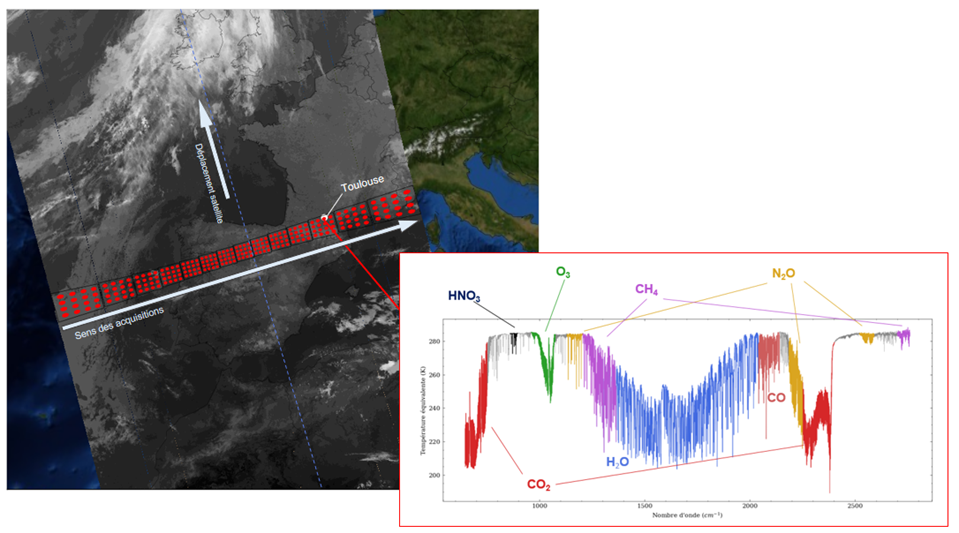 Déplacement satellite
Toulouse
Sens des acquisitions
HNO₃
O₃
CH₄
N₂O
CO
H₂O
CO₂
Température équivalente (K)
280
260
240
220
200
1000
1500
2000
2500
Nombre d'onde (cm⁻¹)